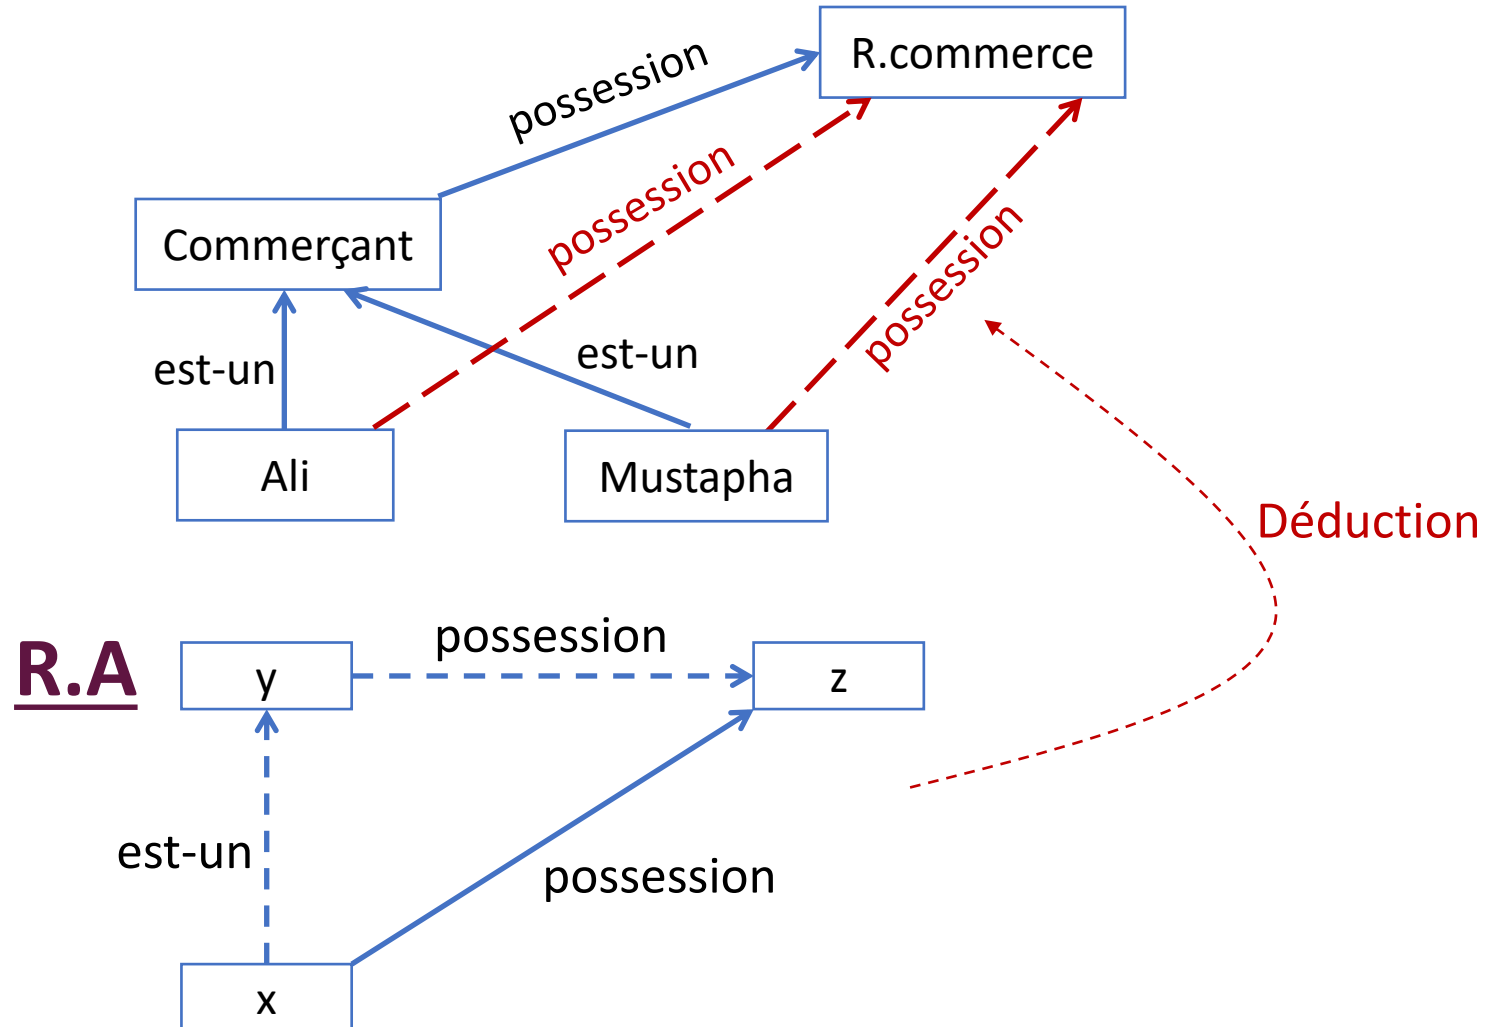 R.commerce
possession
Commerçant
possession
possession
est-un
est-un
Ali
Mustapha
Déduction
R.A
y
possession
z
est-un
possession
x